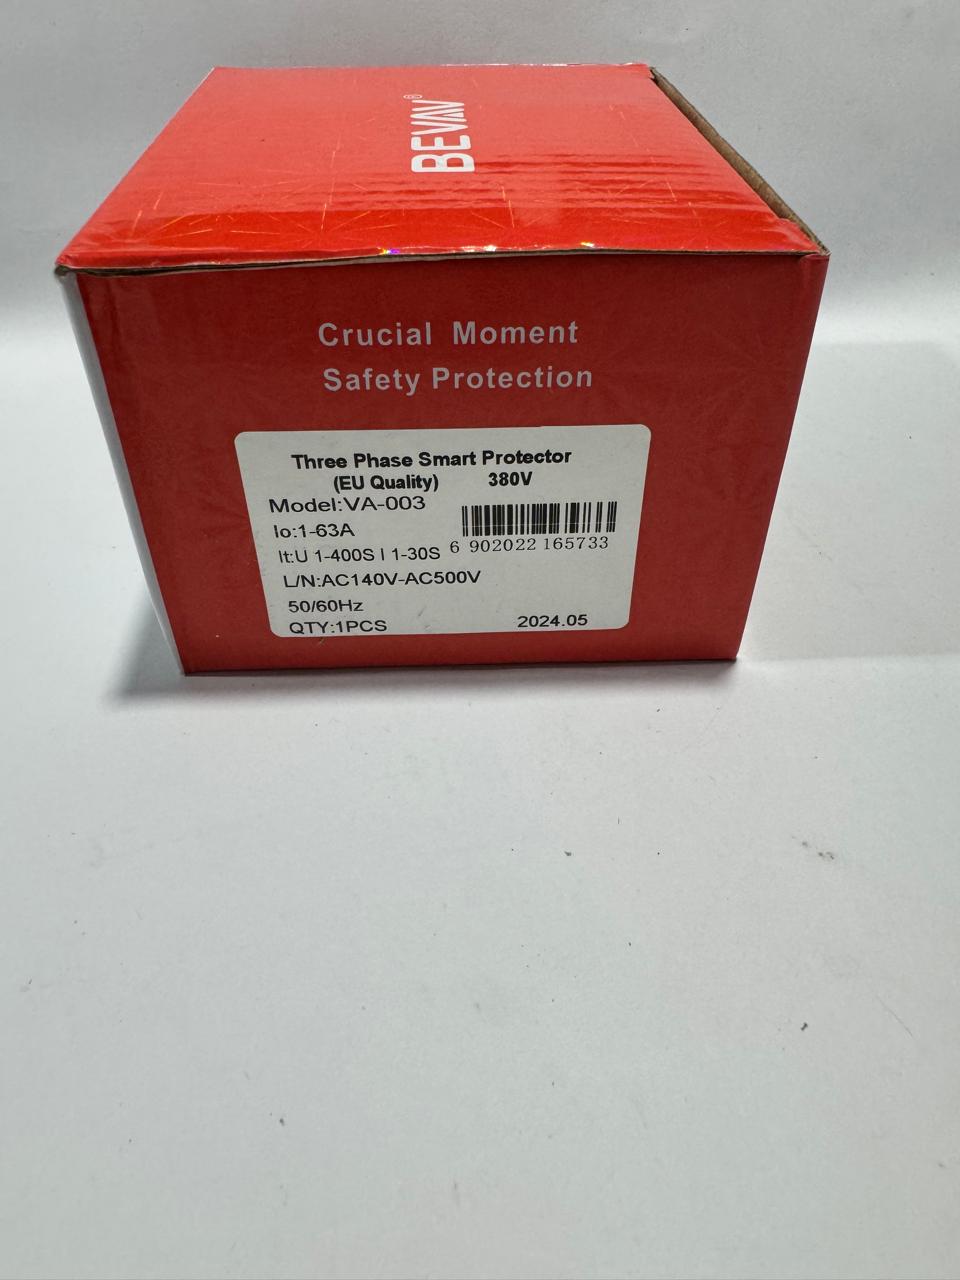 BEVAV®
Crucial Moment
Safety Protection
Three Phase Smart Protector
(EU Quality) 380V
Model:VA-003
Io:1-63A
It:U 1-400S I 1-30S
6 902022 165733
L/N:AC140V-AC500V
50/60Hz
QTY:1PCS 2024.05